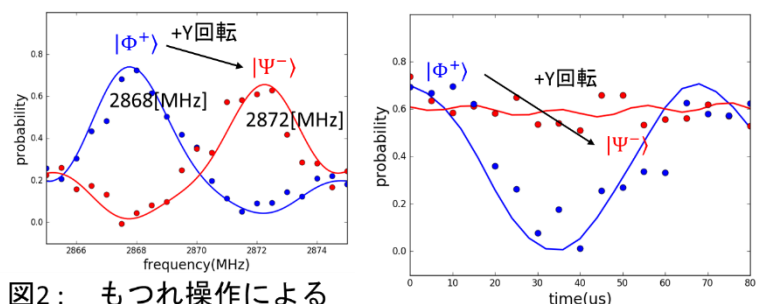 |Φ⁺⟩
+Y回転
|Ψ⁻⟩
2868[MHz]
2872[MHz]
probability
0.8
0.6
0.4
0.2
0.0
2866
2868
2870
2872
2874
frequency(MHz)
|Φ⁺⟩
+Y回転
|Ψ⁻⟩
probability
0.8
0.6
0.4
0.2
0.0
0
10
20
30
40
50
60
70
80
time(us)
図2： もつれ操作による